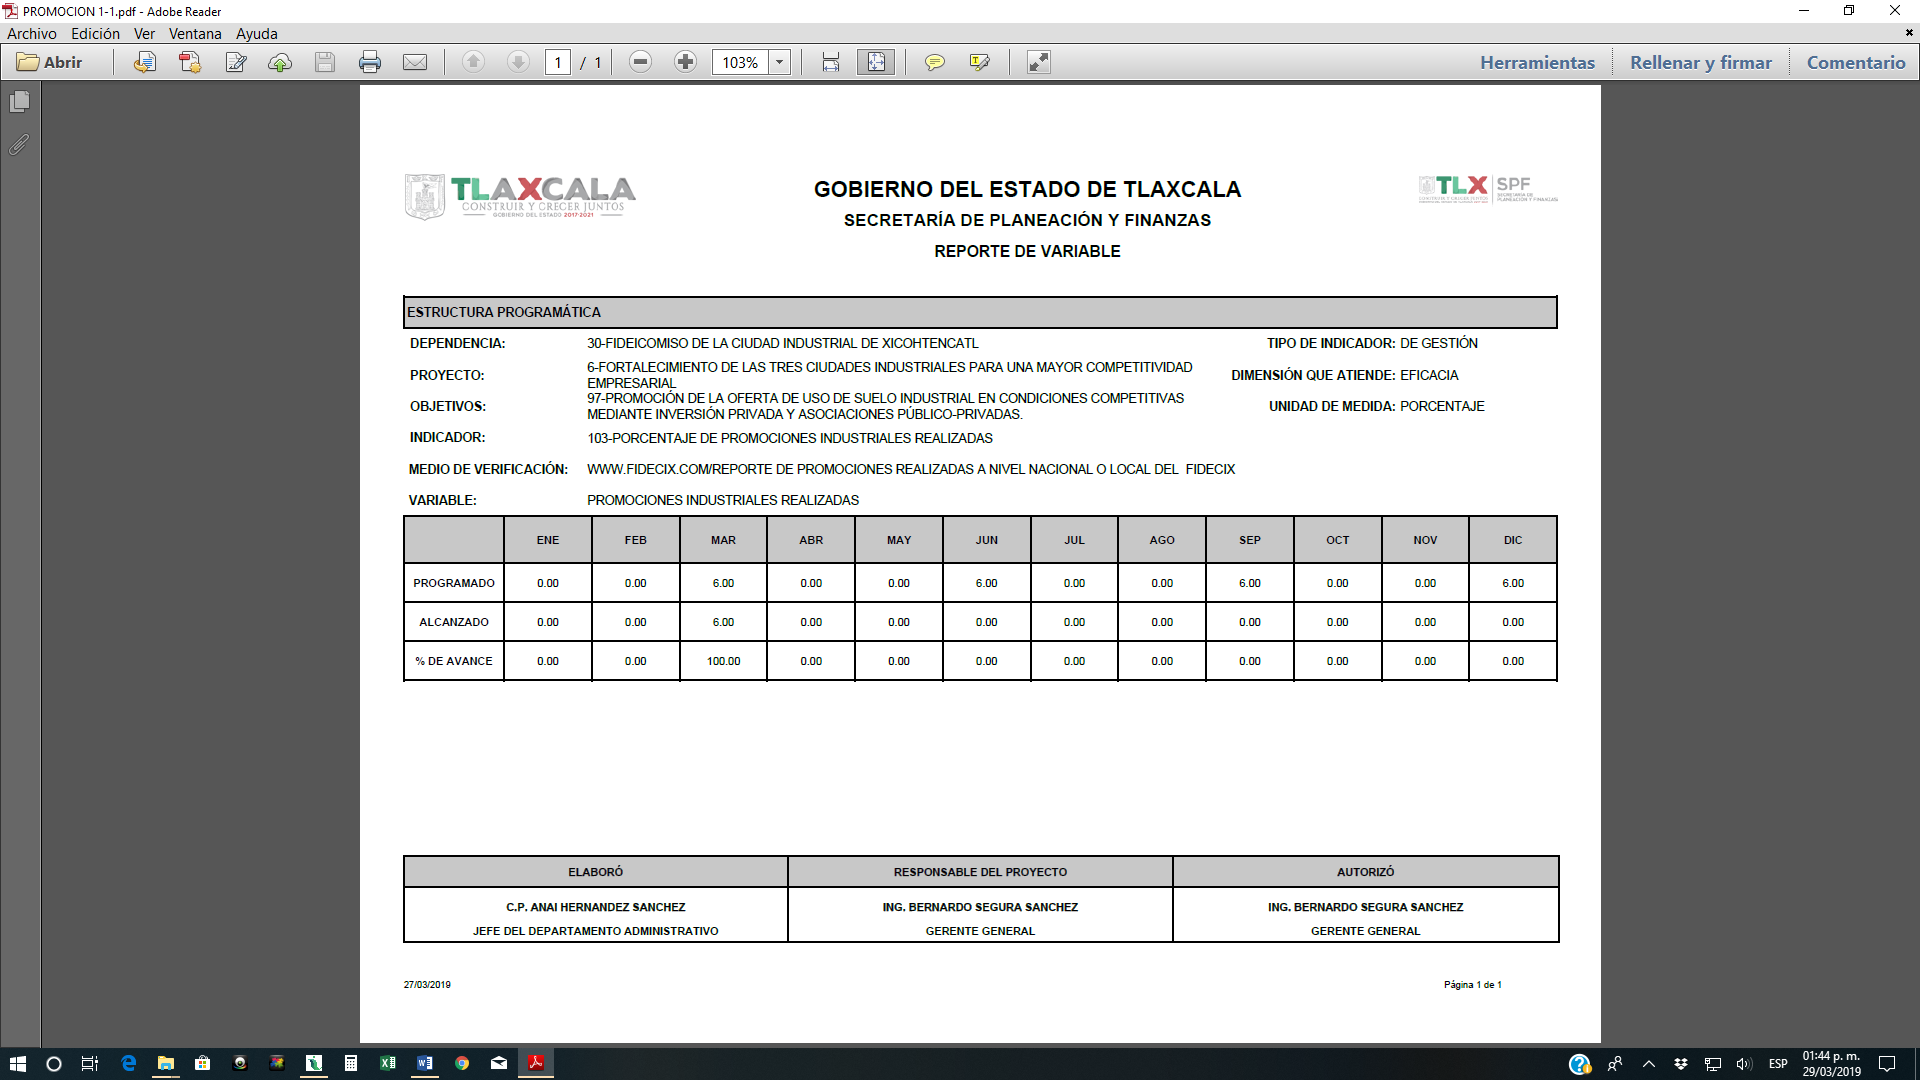 PROMOCION 1-1.pdf - Adobe Reader
Archivo Edición Ver Ventana Ayuda
Abrir 1 / 1 103% Herramientas Rellenar y firmar Comentario
TLAXCALA
CONSTRUIR Y CRECER JUNTOS
GOBIERNO DEL ESTADO 2017-2021
GOBIERNO DEL ESTADO DE TLAXCALA
SECRETARÍA DE PLANEACIÓN Y FINANZAS
REPORTE DE VARIABLE
TLX SPF
CONSTRUIR Y CRECER JUNTOS
SECRETARÍA DE
PLANEACIÓN Y FINANZAS
ESTRUCTURA PROGRAMÁTICA
DEPENDENCIA: 30-FIDEICOMISO DE LA CIUDAD INDUSTRIAL DE XICOHTENCATL TIPO DE INDICADOR: DE GESTIÓN
PROYECTO: 6-FORTALECIMIENTO DE LAS TRES CIUDADES INDUSTRIALES PARA UNA MAYOR COMPETITIVIDAD
EMPRESARIAL DIMENSIÓN QUE ATIENDE: EFICACIA
OBJETIVOS: 97-PROMOCIÓN DE LA OFERTA DE USO DE SUELO INDUSTRIAL EN CONDICIONES COMPETITIVAS
MEDIANTE INVERSIÓN PRIVADA Y ASOCIACIONES PÚBLICO-PRIVADAS. UNIDAD DE MEDIDA: PORCENTAJE
INDICADOR: 103-PORCENTAJE DE PROMOCIONES INDUSTRIALES REALIZADAS
MEDIO DE VERIFICACIÓN: WWW.FIDECIX.COM/REPORTE DE PROMOCIONES REALIZADAS A NIVEL NACIONAL O LOCAL DEL FIDECIX
VARIABLE: PROMOCIONES INDUSTRIALES REALIZADAS
ENE FEB MAR ABR MAY JUN JUL AGO SEP OCT NOV DIC
PROGRAMADO 0.00 0.00 6.00 0.00 0.00 6.00 0.00 0.00 6.00 0.00 0.00 6.00
ALCANZADO 0.00 0.00 6.00 0.00 0.00 0.00 0.00 0.00 0.00 0.00 0.00 0.00
% DE AVANCE 0.00 0.00 100.00 0.00 0.00 0.00 0.00 0.00 0.00 0.00 0.00 0.00
ELABORÓ RESPONSABLE DEL PROYECTO AUTORIZÓ
C.P. ANAI HERNANDEZ SANCHEZ ING. BERNARDO SEGURA SANCHEZ ING. BERNARDO SEGURA SANCHEZ
JEFE DEL DEPARTAMENTO ADMINISTRATIVO GERENTE GENERAL GERENTE GENERAL
27/03/2019 Página 1 de 1
ESP 01:44 p. m.
29/03/2019